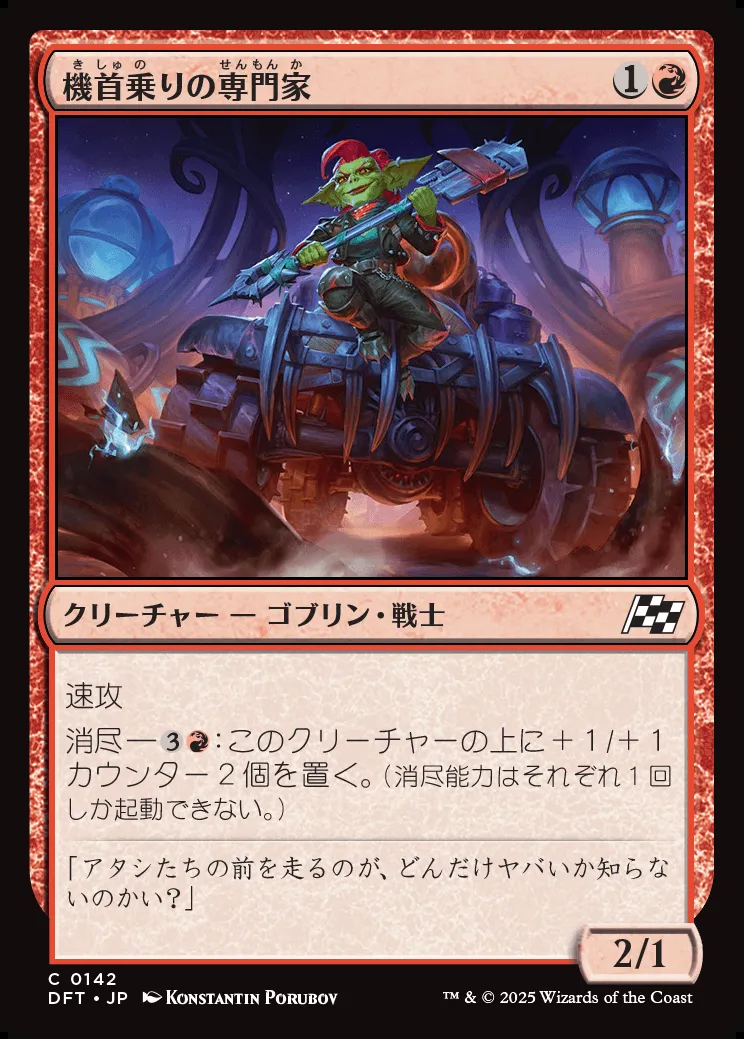 きしゅの せんもんか
機首乗りの専門家 1
クリーチャー — ゴブリン・戦士
速攻
消尽—3:このクリーチャーの上に+1/+1
カウンター2個を置く。(消尽能力はそれぞれ1回
しか起動できない。)
「アタシたちの前を走るのが、どんだけヤバいか知らな
いのかい?」
2/1
C 0142
DFT • JP Konstantin Porubov
™ & © 2025 Wizards of the Coast